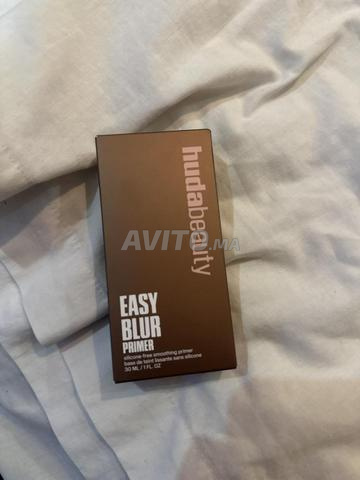 hudabeauty
AVITO.MA
EASY
BLUR
PRIMER
silicone-free smoothing primer
base de teint lissante sans silicone
30 ML / 1 FL. OZ